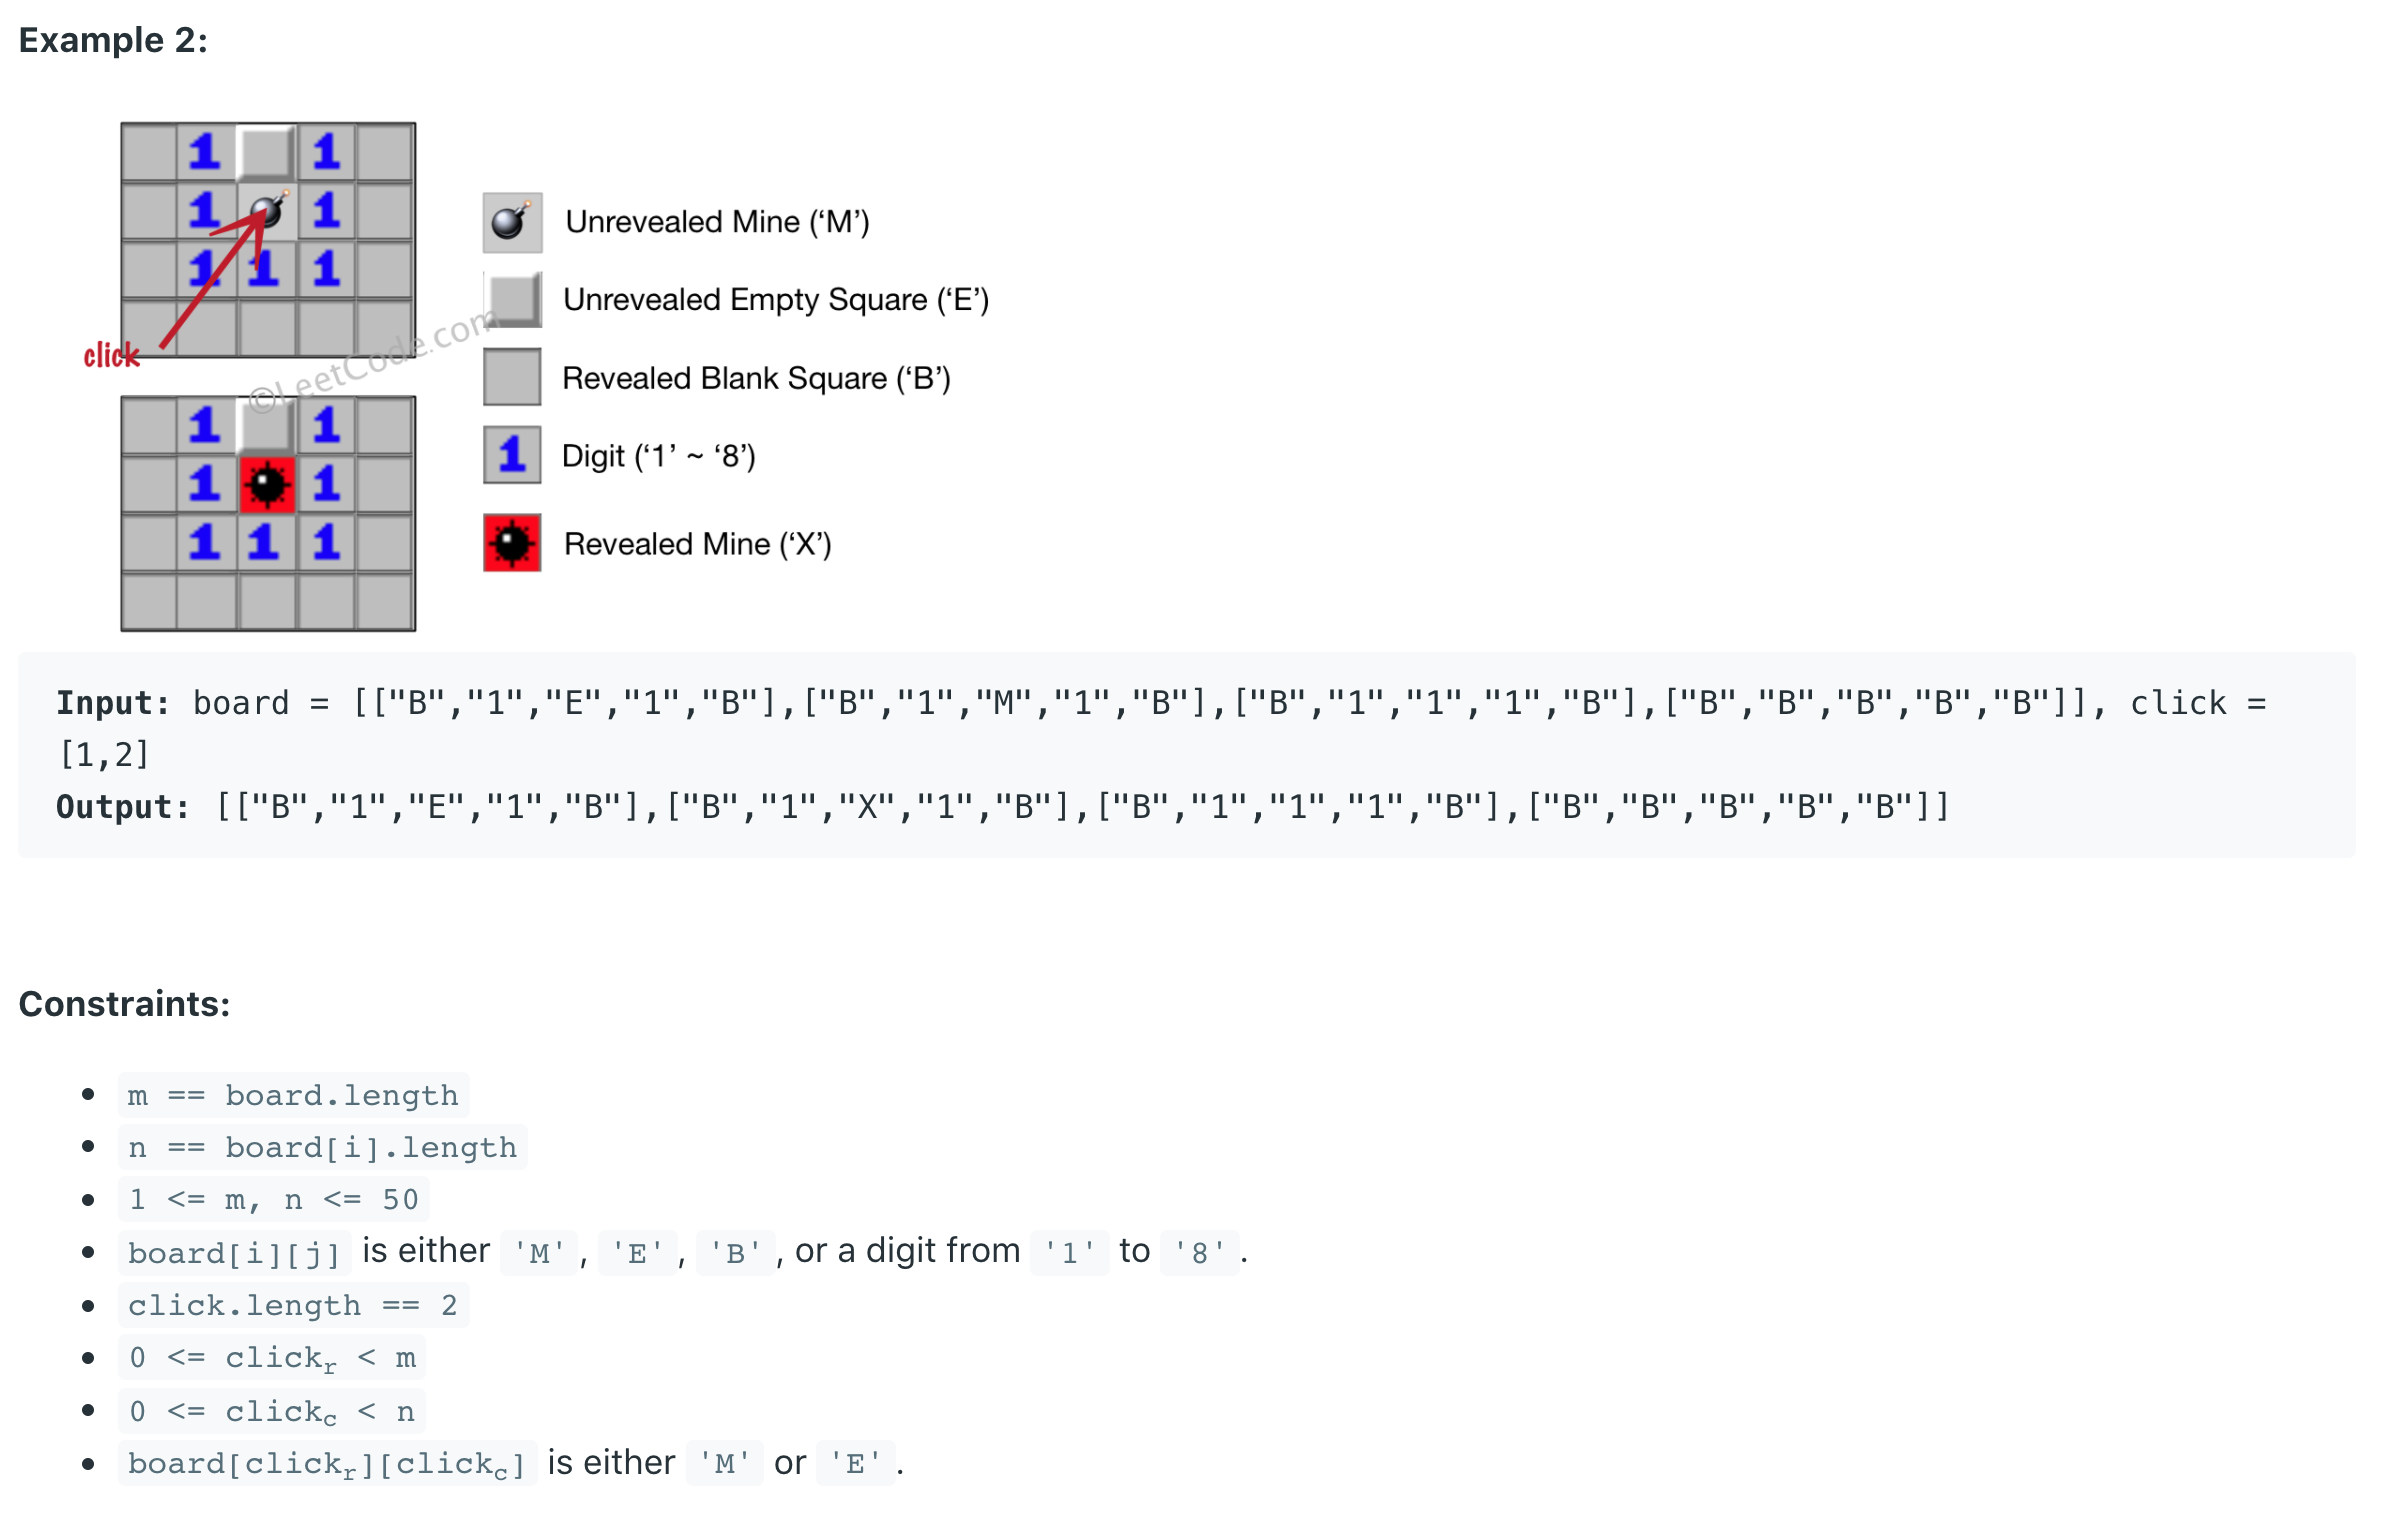 Example 2:
1 1
1 1
1 1 1
click
1 1
1 1
1 1 1
©LeetCode.com
Unrevealed Mine (‘M’)
Unrevealed Empty Square (‘E’)
Revealed Blank Square (‘B’)
1 Digit (‘1’ ~ ‘8’)
Revealed Mine (‘X’)
Input: board = [["B","1","E","1","B"],["B","1","M","1","B"],["B","1","1","1","B"],["B","B","B","B","B"]], click =
[1,2]
Output: [["B","1","E","1","B"],["B","1","X","1","B"],["B","1","1","1","B"],["B","B","B","B","B"]]
Constraints:
• m == board.length
• n == board[i].length
• 1 <= m, n <= 50
• board[i][j] is either 'M', 'E', 'B', or a digit from '1' to '8'.
• click.length == 2
• 0 <= clickr < m
• 0 <= clickc < n
• board[clickr][clickc] is either 'M' or 'E'.